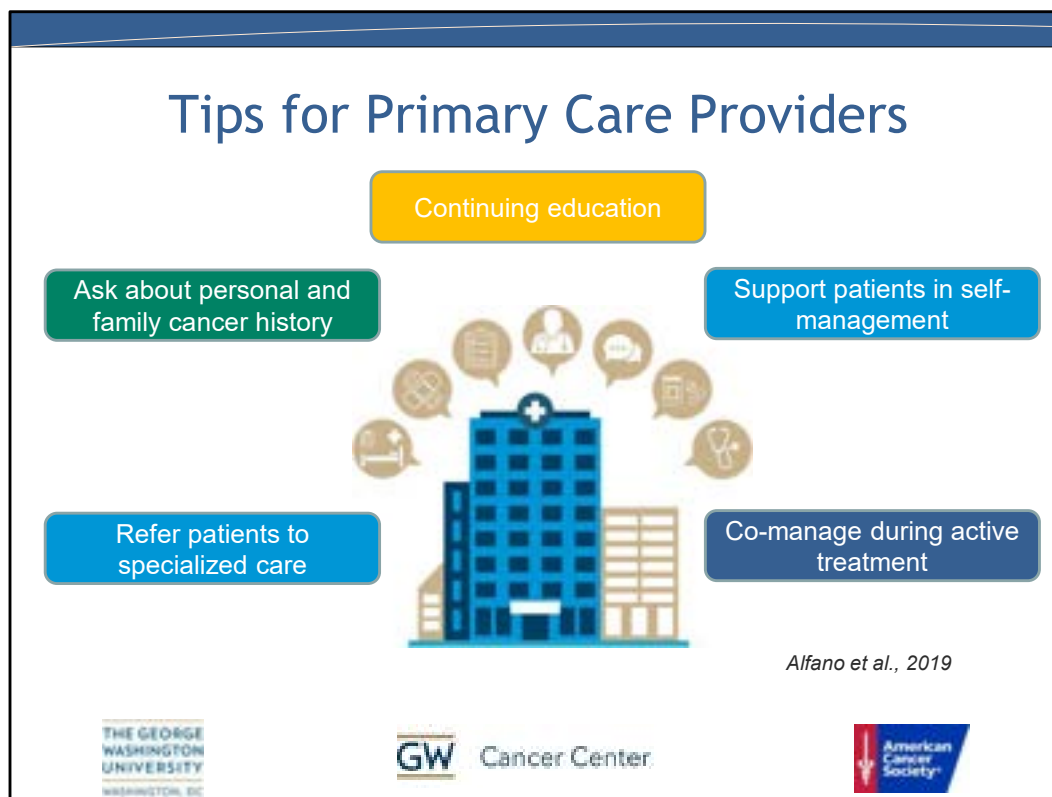 Tips for Primary Care Providers
Continuing education
Ask about personal and
family cancer history
Support patients in self-
management
Refer patients to
specialized care
Co-manage during active
treatment
Alfano et al., 2019
THE GEORGE
WASHINGTON
UNIVERSITY
WASHINGTON, DC
GW Cancer Center
American
Cancer
Society®